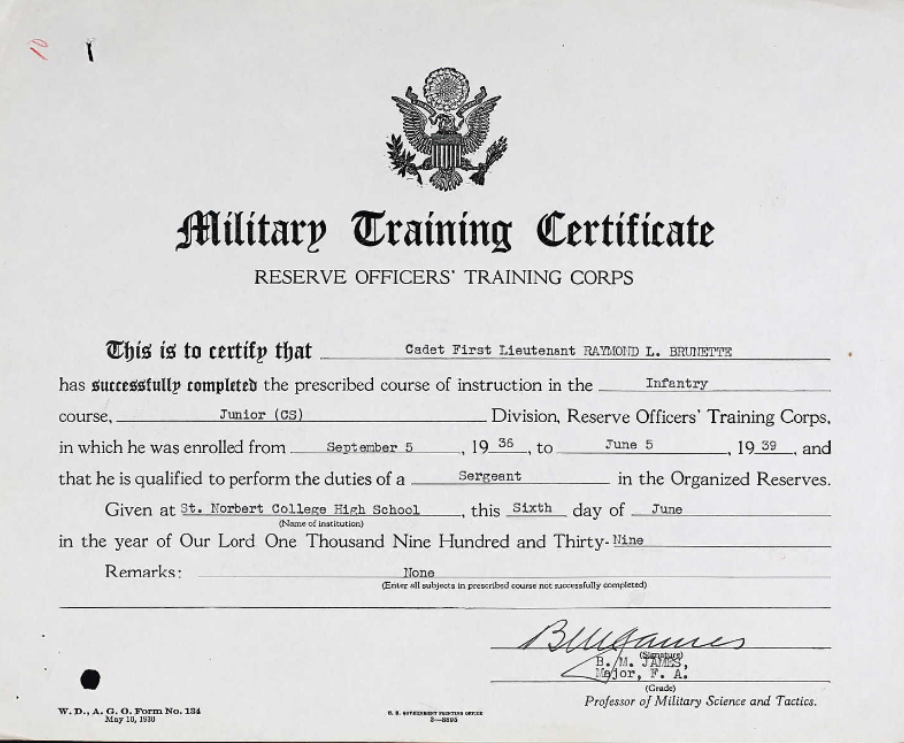 Military Training Certificate
RESERVE OFFICERS' TRAINING CORPS
This is to certify that Cadet First Lieutenant RAYMOND L. BRUNETTE
has successfully completed the prescribed course of instruction in the Infantry
course, Junior (CS) Division, Reserve Officers' Training Corps,
in which he was enrolled from September 5, 1936, to June 5, 1939, and
that he is qualified to perform the duties of a Sergeant in the Organized Reserves.
Given at St. Norbert College High School, this Sixth day of June
(Name of institution)
in the year of Our Lord One Thousand Nine Hundred and Thirty-Nine
Remarks: None
(Enter all subjects in prescribed course not successfully completed)
B M James
(Signature)
B. M. JAMES,
Major, F. A.
(Grade)
Professor of Military Science and Tactics.
W. D., A. G. O. Form No. 134
May 10, 1930
U. S. GOVERNMENT PRINTING OFFICE